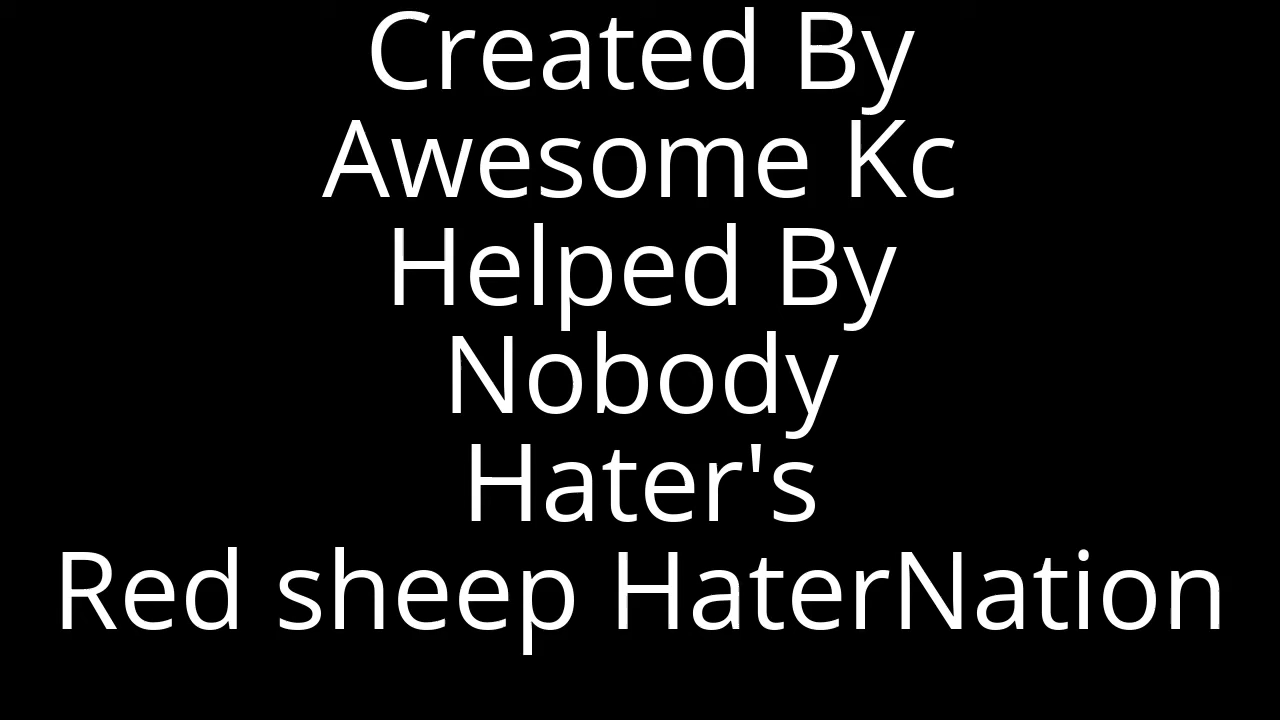 Created By
Awesome Kc
Helped By
Nobody
Hater's
Red sheep HaterNation